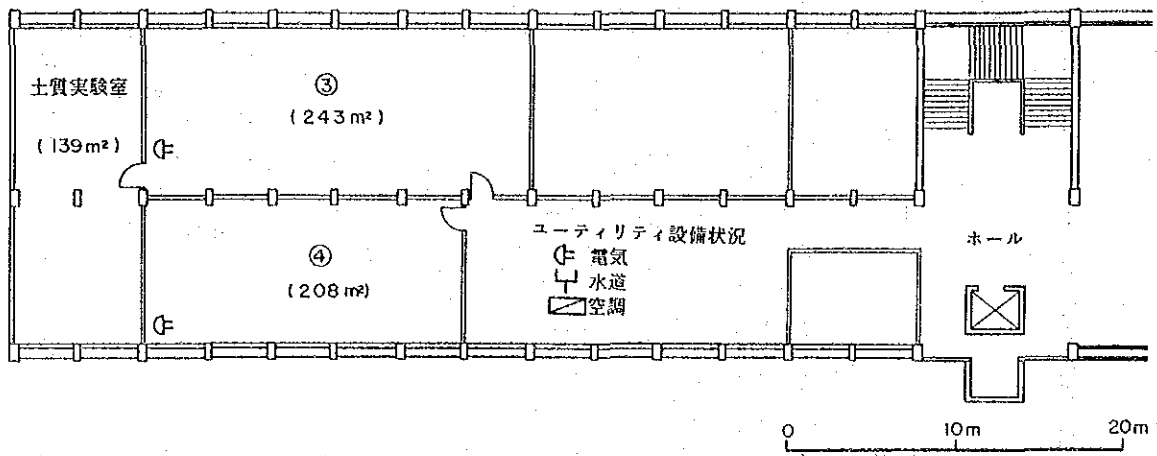 土質実験室
(139m²)
③
(243m²)
④
(208m²)
ユーティリティ設備状況
電気
水道
空調
ホール
0 10m 20m